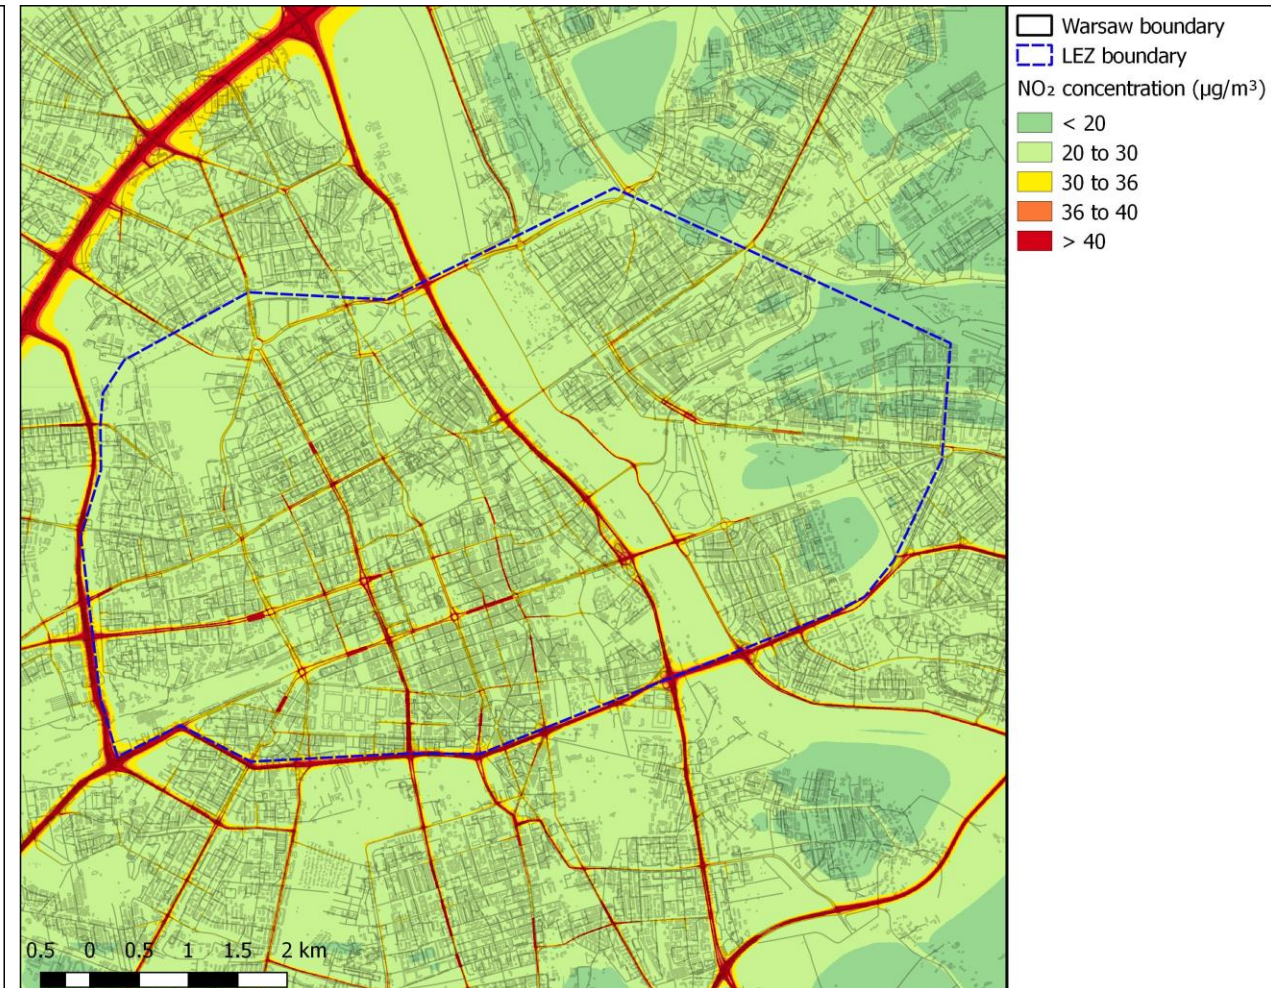 Warsaw boundary
LEZ boundary
NO₂ concentration (µg/m³)
< 20
20 to 30
30 to 36
36 to 40
> 40
0.5 0 0.5 1 1.5 2 km